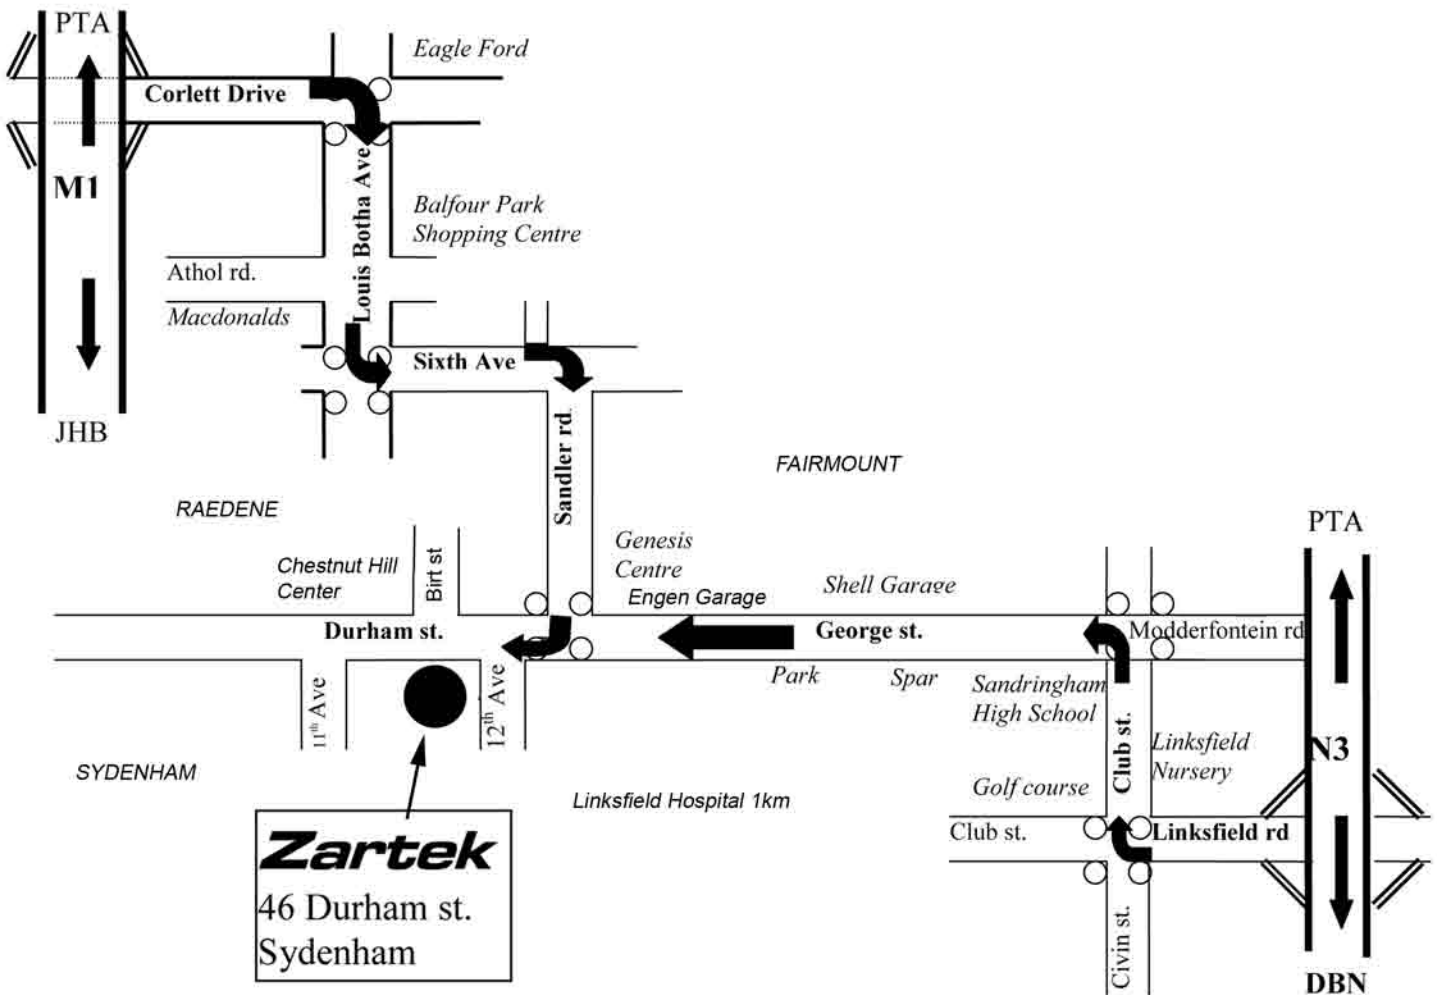 PTA
Eagle Ford
Corlett Drive
M1
Louis Botha Ave
Balfour Park
Shopping Centre
Athol rd.
Macdonalds
Sixth Ave
JHB
Sandler rd.
FAIRMOUNT
RAEDENE
PTA
Chestnut Hill
Center
Birt st
Genesis
Centre
Engen Garage
Shell Garage
Durham st.
George st.
Modderfontein rd
Park
Spar
Sandringham
High School
11th Ave
12th Ave
Club st.
Linksfield
Nursery
N3
SYDENHAM
Linksfield Hospital 1km
Golf course
Club st.
Linksfield rd
Zartek
46 Durham st.
Sydenham
Civin st.
DBN